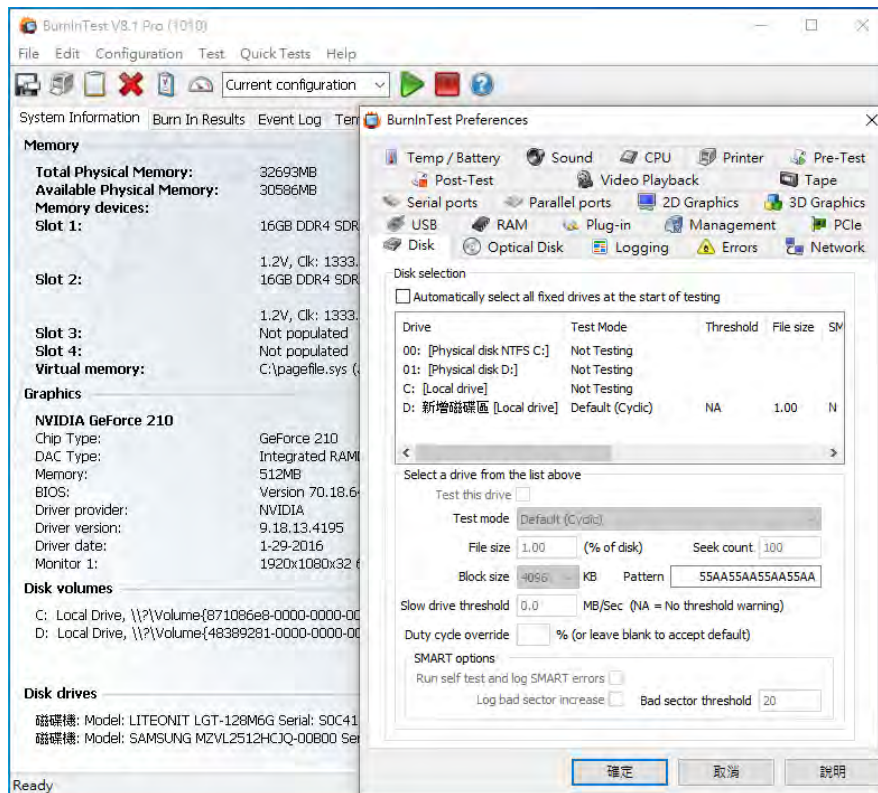 BurnInTest V8.1 Pro (1010)
File Edit Configuration Test Quick Tests Help
Current configuration
System Information Burn In Results Event Log
Memory
Total Physical Memory: 32693MB
Available Physical Memory: 30586MB
Memory devices:
Slot 1: 16GB DDR4 SDR
1.2V, Clk: 1333.
Slot 2: 16GB DDR4 SDR
1.2V, Clk: 1333.
Slot 3: Not populated
Slot 4: Not populated
Virtual memory: C:\pagefile.sys
Graphics
NVIDIA GeForce 210
Chip Type: GeForce 210
DAC Type: Integrated
Memory: 512MB
BIOS: Version 70.18.6
Driver provider: NVIDIA
Driver version: 9.18.13.4195
Driver date: 1-29-2016
Monitor 1: 1920x1080x32
Disk volumes
C: Local Drive, \\?\Volume{871086e8-0000-0000-00
D: Local Drive, \\?\Volume{48389281-0000-0000-00
Disk drives
磁碟機: Model: LITEONIT LGT-128M6G Serial: S0C41
磁碟機: Model: SAMSUNG MZVL2512HCJQ-00B00
Ready
BurnInTest Preferences
Temp / Battery Sound CPU Printer Pre-Test
Post-Test Video Playback Tape
Serial ports Parallel ports 2D Graphics 3D Graphics
USB RAM Plug-in Management PCIe
Disk Optical Disk Logging Errors Network
Disk selection
Automatically select all fixed drives at the start of testing
Drive Test Mode Threshold File size SM
00: [Physical disk NTFS C:] Not Testing
01: [Physical disk D:] Not Testing
C: [Local drive] Not Testing
D: 新增磁碟區 [Local drive] Default (Cyclic) NA 1.00 N
Select a drive from the list above
Test this drive
Test mode Default (Cyclic)
File size 1.00 (% of disk) Seek count 100
Block size 4096 KB Pattern 55AA55AA55AA55AA
Slow drive threshold 0.0 MB/Sec (NA = No threshold warning)
Duty cycle override % (or leave blank to accept default)
SMART options
Run self test and log SMART errors
Log bad sector increase Bad sector threshold 20
確定 取消 說明